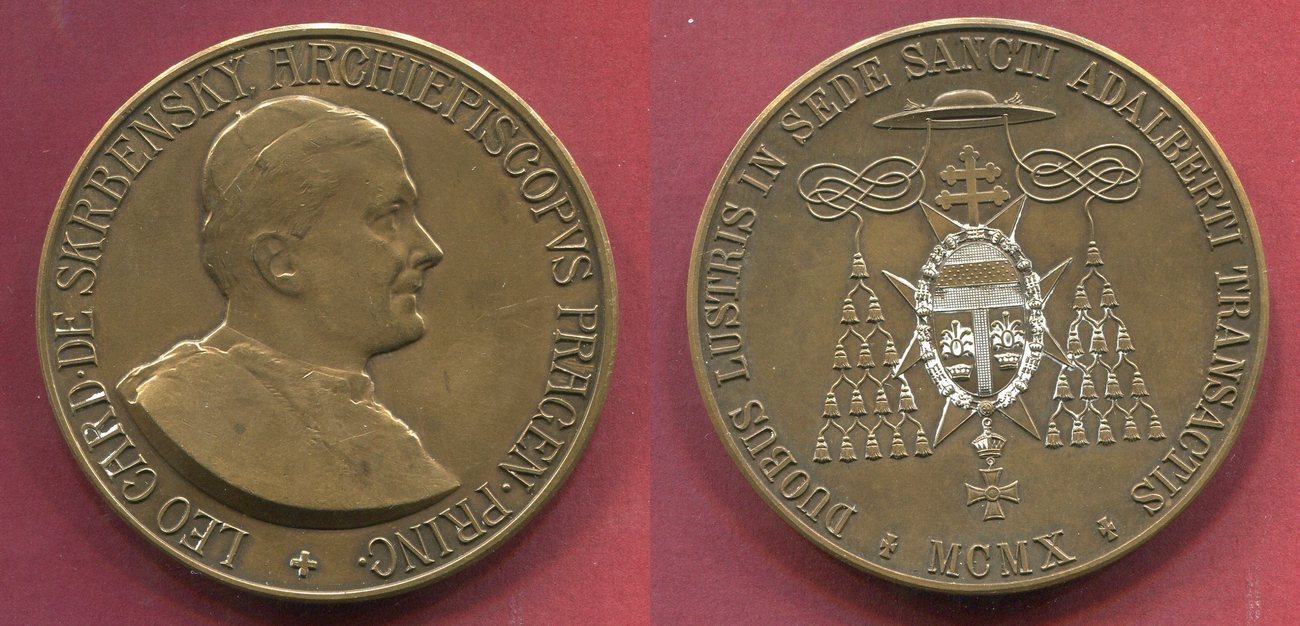 LEO CARD · DE SKRBENSKY, ARCHIEPISCOPVS PRAGEN · PRINC ·
DUOBUS LUSTRIS IN SEDE SANCTI ADALBERTI TRANSACTIS
MCMX